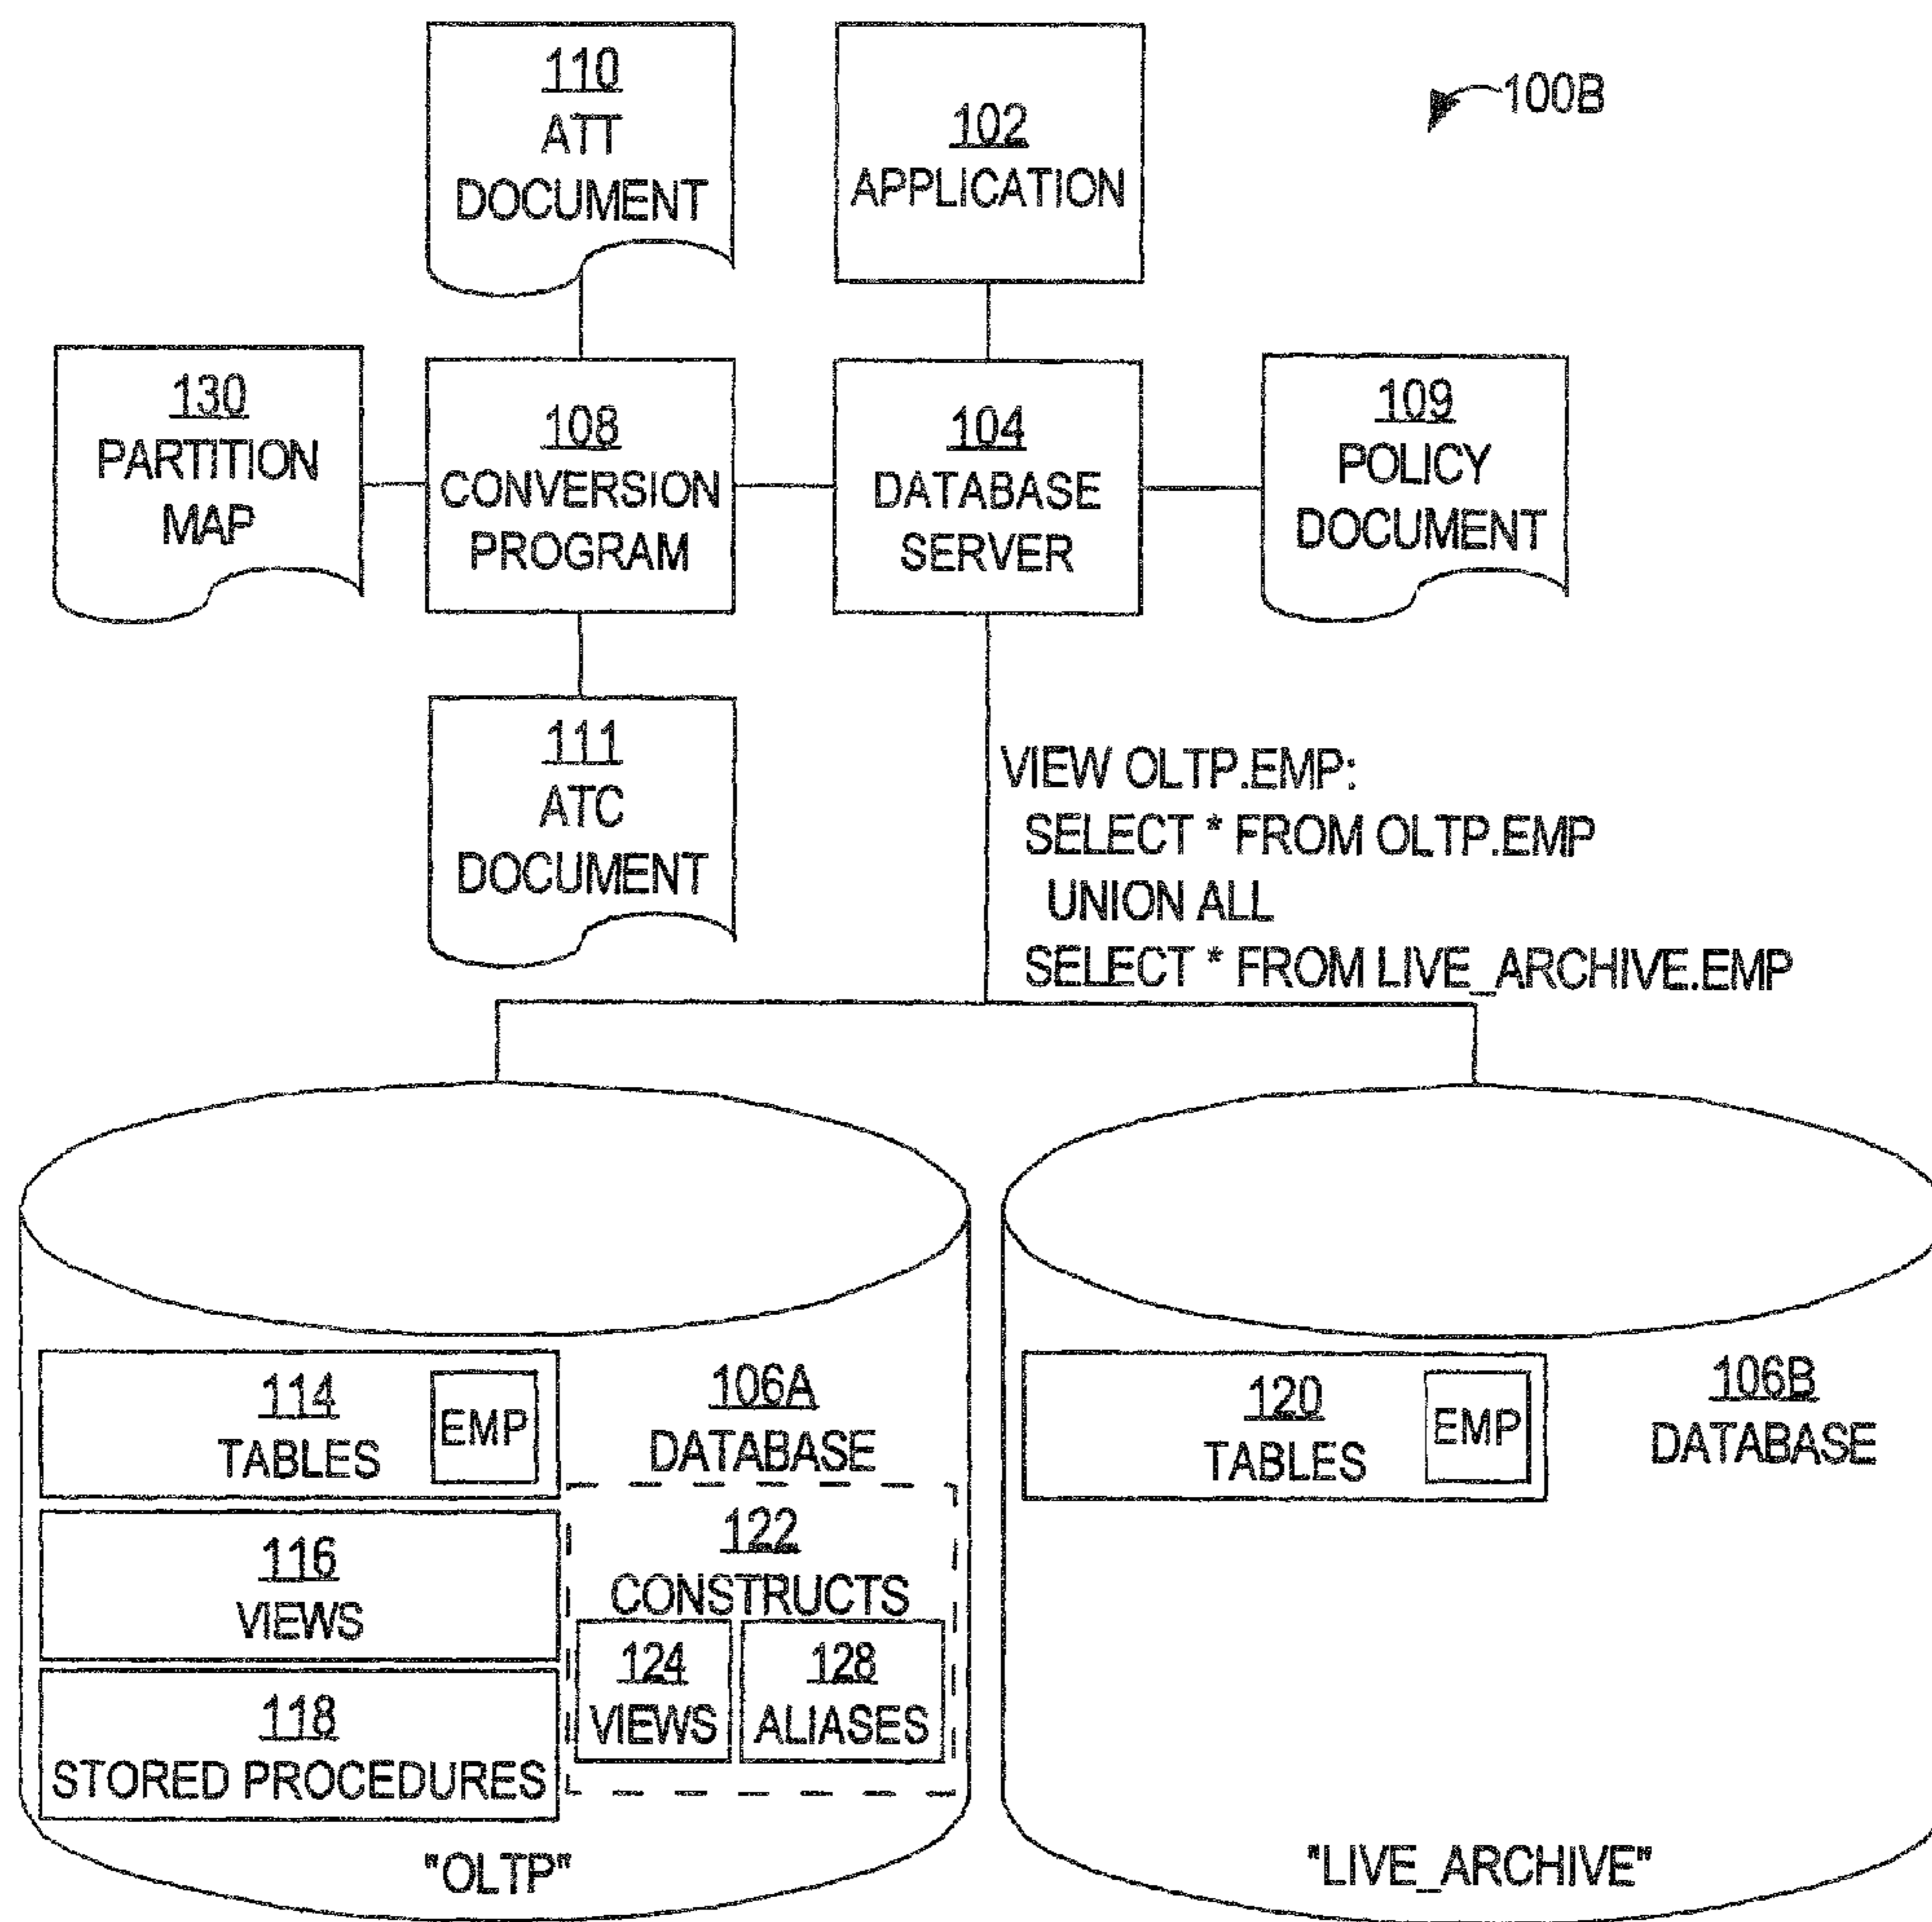 110
ATT
DOCUMENT
102
APPLICATION
100B
130
PARTITION
MAP
108
CONVERSION
PROGRAM
104
DATABASE
SERVER
109
POLICY
DOCUMENT
111
ATC
DOCUMENT
VIEW OLTP.EMP:
SELECT * FROM OLTP.EMP
UNION ALL
SELECT * FROM LIVE_ARCHIVE.EMP
114
TABLES
EMP
106A
DATABASE
116
VIEWS
122
CONSTRUCTS
124
VIEWS
128
ALIASES
118
STORED PROCEDURES
"OLTP"
120
TABLES
EMP
106B
DATABASE
"LIVE_ARCHIVE"